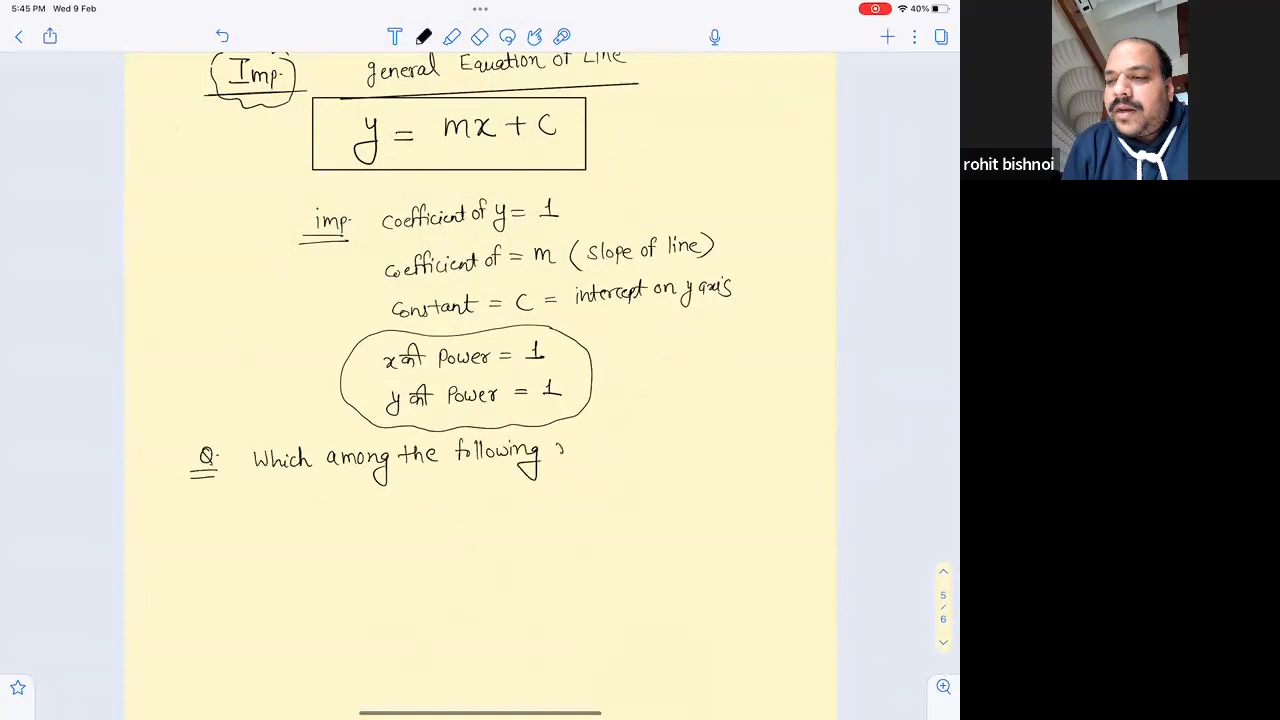 5:45 PM Wed 9 Feb
40%
rohit bishnoi
Imp.
general Equation of Line
y = mx + c
imp. coefficient of y = 1
coefficient of = m (slope of line)
constant = C = intercept on y axis
x की Power = 1
y की Power = 1
Q. Which among the following
5
/
6